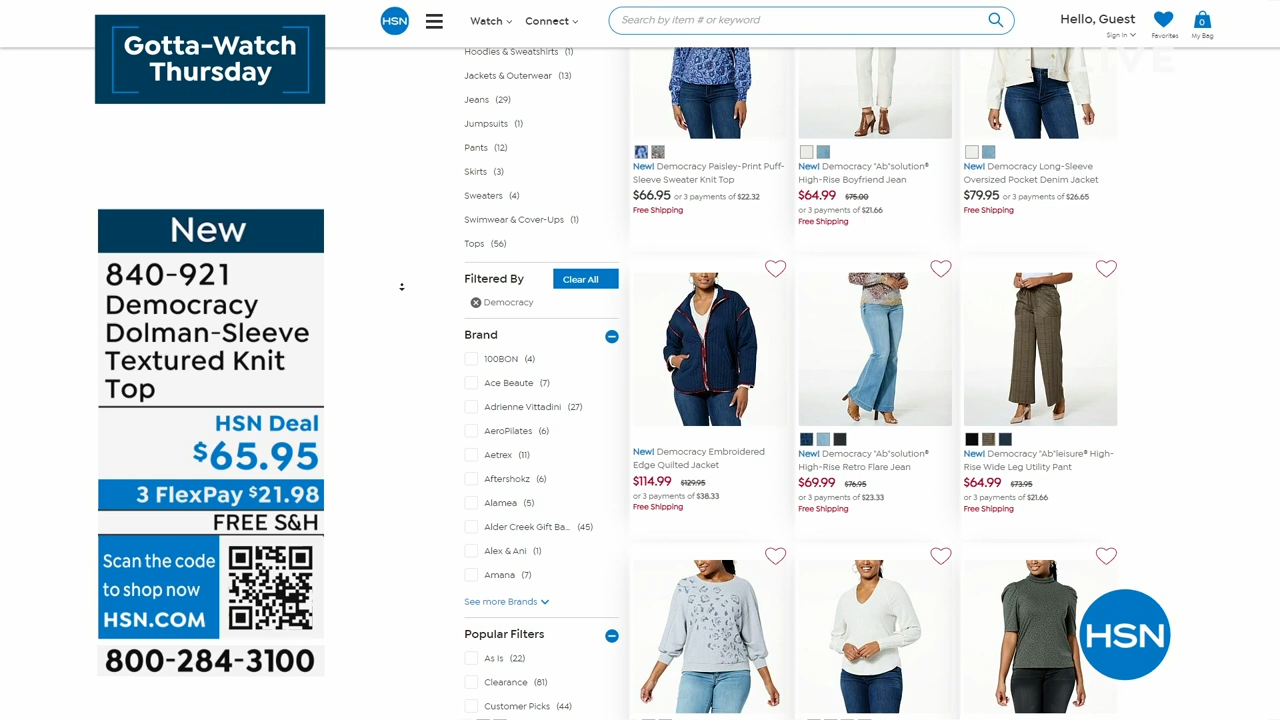 Gotta-Watch
Thursday
HSN
Watch
Connect
Search by item # or keyword
Hello, Guest
Sign In
Favorites
0
My Bag
LIVE
New
840-921
Democracy
Dolman-Sleeve
Textured Knit
Top
HSN Deal
$65.95
3 FlexPay $21.98
FREE S&H
Scan the code
to shop now
HSN.COM
800-284-3100
Hoodies & Sweatshirts (1)
Jackets & Outerwear (13)
Jeans (29)
Jumpsuits (1)
Pants (12)
Skirts (3)
Sweaters (4)
Swimwear & Cover-Ups (1)
Tops (56)
Filtered By
Clear All
Democracy
Brand
100BON (4)
Ace Beaute (7)
Adrienne Vittadini (27)
AeroPilates (6)
Aetrex (11)
Aftershokz (6)
Alamea (5)
Alder Creek Gift Ba... (45)
Alex & Ani (1)
Amana (7)
See more Brands
Popular Filters
As Is (22)
Clearance (81)
Customer Picks (44)
New! Democracy Paisley-Print Puff-
Sleeve Sweater Knit Top
$66.95 or 3 payments of $22.32
Free Shipping
New! Democracy "Ab"solution®
High-Rise Boyfriend Jean
$64.99 $75.00
or 3 payments of $21.66
Free Shipping
New! Democracy Long-Sleeve
Oversized Pocket Denim Jacket
$79.95 or 3 payments of $26.65
Free Shipping
New! Democracy Embroidered
Edge Quilted Jacket
$114.99 $129.95
or 3 payments of $38.33
Free Shipping
New! Democracy "Ab"solution®
High-Rise Retro Flare Jean
$69.99 $76.95
or 3 payments of $23.33
Free Shipping
New! Democracy "Ab"leisure® High-
Rise Wide Leg Utility Pant
$64.99 $73.95
or 3 payments of $21.66
Free Shipping
HSN